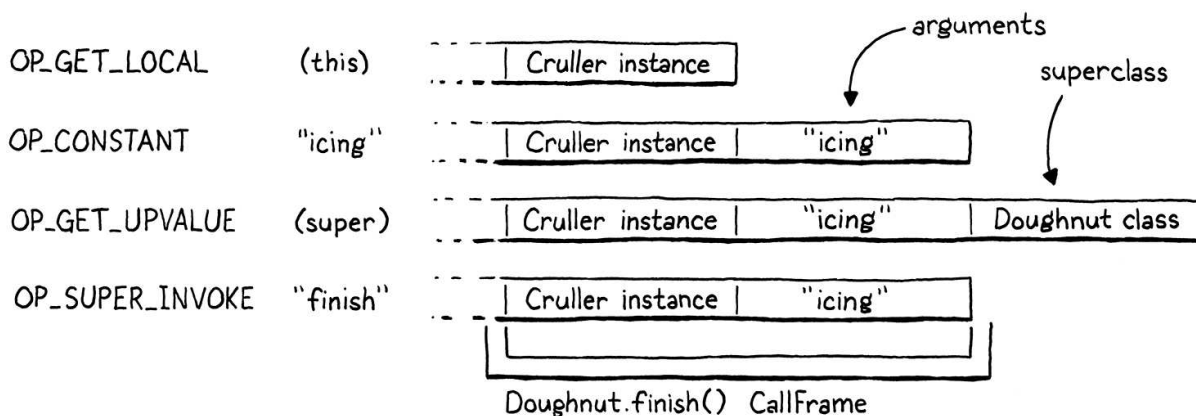 arguments
superclass
OP_GET_LOCAL (this) Cruller instance
OP_CONSTANT "icing" Cruller instance "icing"
OP_GET_UPVALUE (super) Cruller instance "icing" Doughnut class
OP_SUPER_INVOKE "finish" Cruller instance "icing"
Doughnut.finish() CallFrame